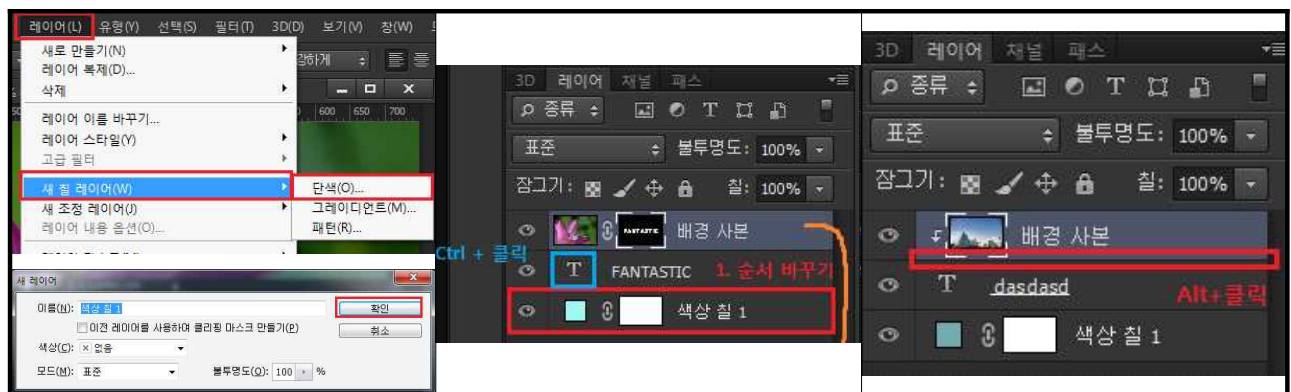 레이어(L) 유형(Y) 선택(S) 필터(T) 3D(D) 보기(V) 창(W)
새로 만들기(N)
레이어 복제(D)...
삭제
600 650 700
레이어 이름 바꾸기...
레이어 스타일(Y)
고급 필터
새 칠 레이어(W)
단색(O)...
새 조정 레이어(J)
그레이디언트(M)...
레이어 내용 옵션(O)...
패턴(R)...
새 레이어
이름(N): 색상 칠 1
확인
이전 레이어를 사용하여 클리핑 마스크 만들기(P)
취소
색상(C): × 없음
모드(M): 표준 불투명도(O): 100 %
3D 레이어 채널 패스
종류
표준 불투명도: 100%
잠그기: 칠: 100%
FANTASTIC 배경 사본
Ctrl + 클릭
T FANTASTIC 1. 순서 바꾸기
색상 칠 1
3D 레이어 채널 패스
종류 T
표준 불투명도: 100%
잠그기: 칠: 100%
배경 사본
T dasdasd Alt+클릭
색상 칠 1